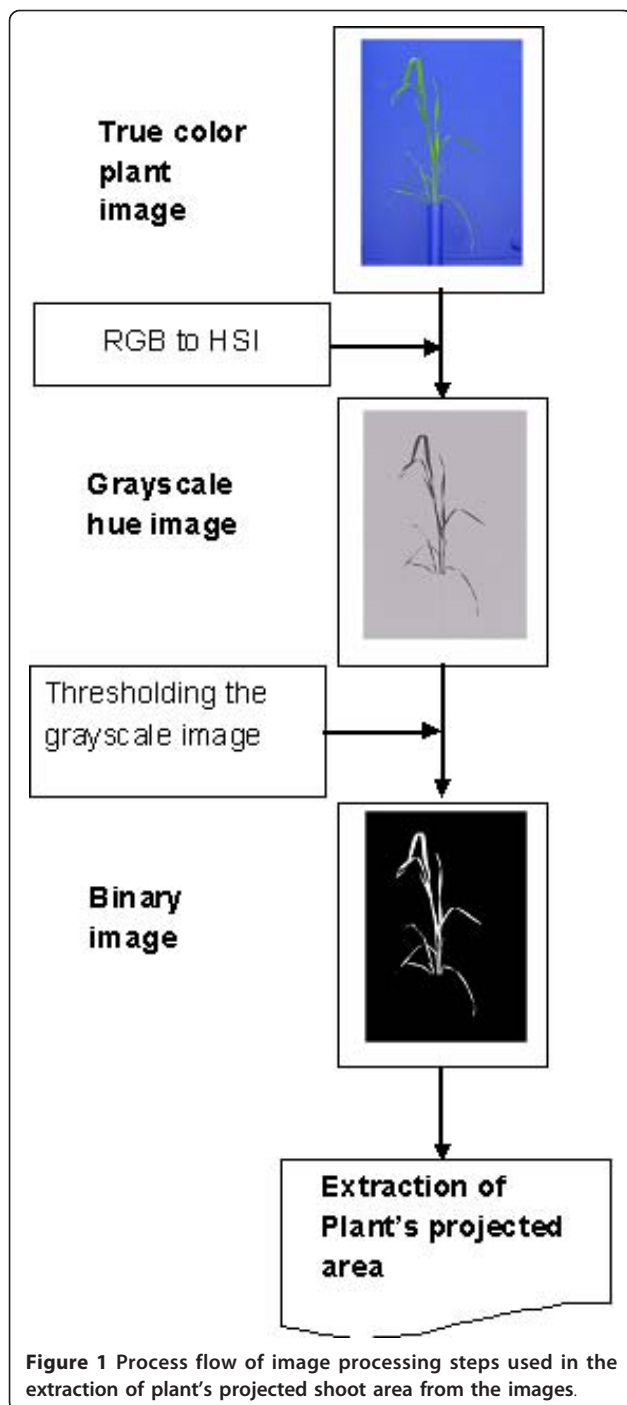 True color
plant
image
RGB to HSI
Grayscale
hue image
Thresholding the
grayscale image
Binary
image
Extraction of
Plant's projected
area
Figure 1 Process flow of image processing steps used in the
extraction of plant's projected shoot area from the images.